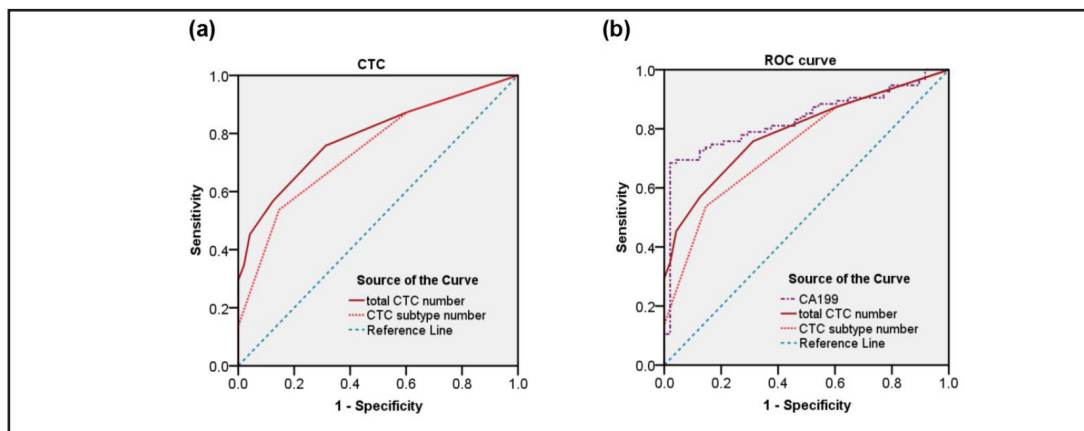 (a)
CTC
1.0
0.8
0.6
0.4
0.2
0.0
Sensitivity
Source of the Curve
total CTC number
CTC subtype number
Reference Line
0.0 0.2 0.4 0.6 0.8 1.0
1 - Specificity
(b)
ROC curve
1.0
0.8
0.6
0.4
0.2
0.0
Sensitivity
Source of the Curve
CA199
total CTC number
CTC subtype number
Reference Line
0.0 0.2 0.4 0.6 0.8 1.0
1 - Specificity